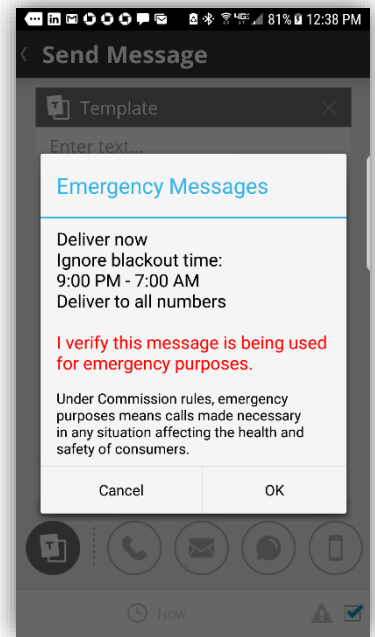 81% 12:38 PM
Send Message
Template
Enter text...
Emergency Messages
Deliver now
Ignore blackout time:
9:00 PM - 7:00 AM
Deliver to all numbers
I verify this message is being used
for emergency purposes.
Under Commission rules, emergency
purposes means calls made necessary
in any situation affecting the health and
safety of consumers.
Cancel OK
Now